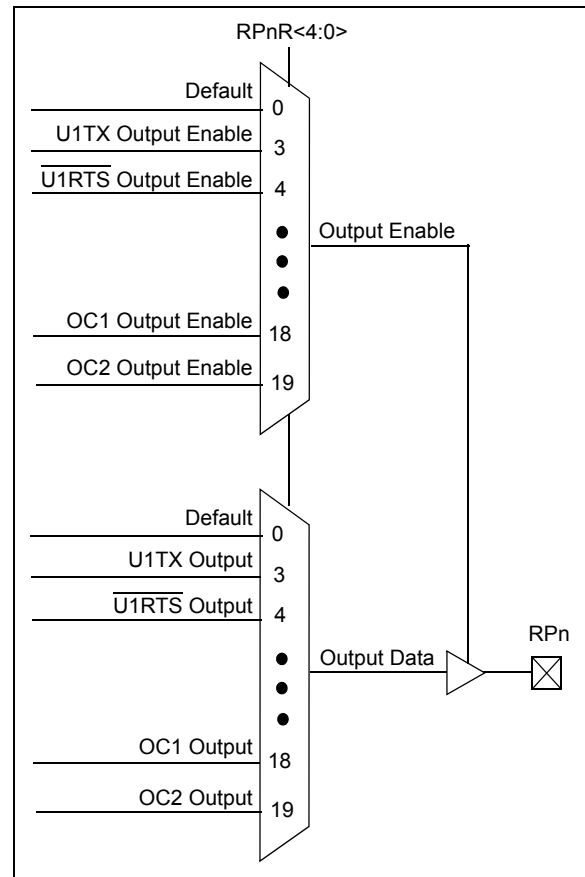 RPnR<4:0>
Default
0
U1TX Output Enable
3
U̅1̅R̅T̅S̅ Output Enable
4
Output Enable
OC1 Output Enable
18
OC2 Output Enable
19
Default
0
U1TX Output
3
U̅1̅R̅T̅S̅ Output
4
RPn
Output Data
OC1 Output
18
OC2 Output
19